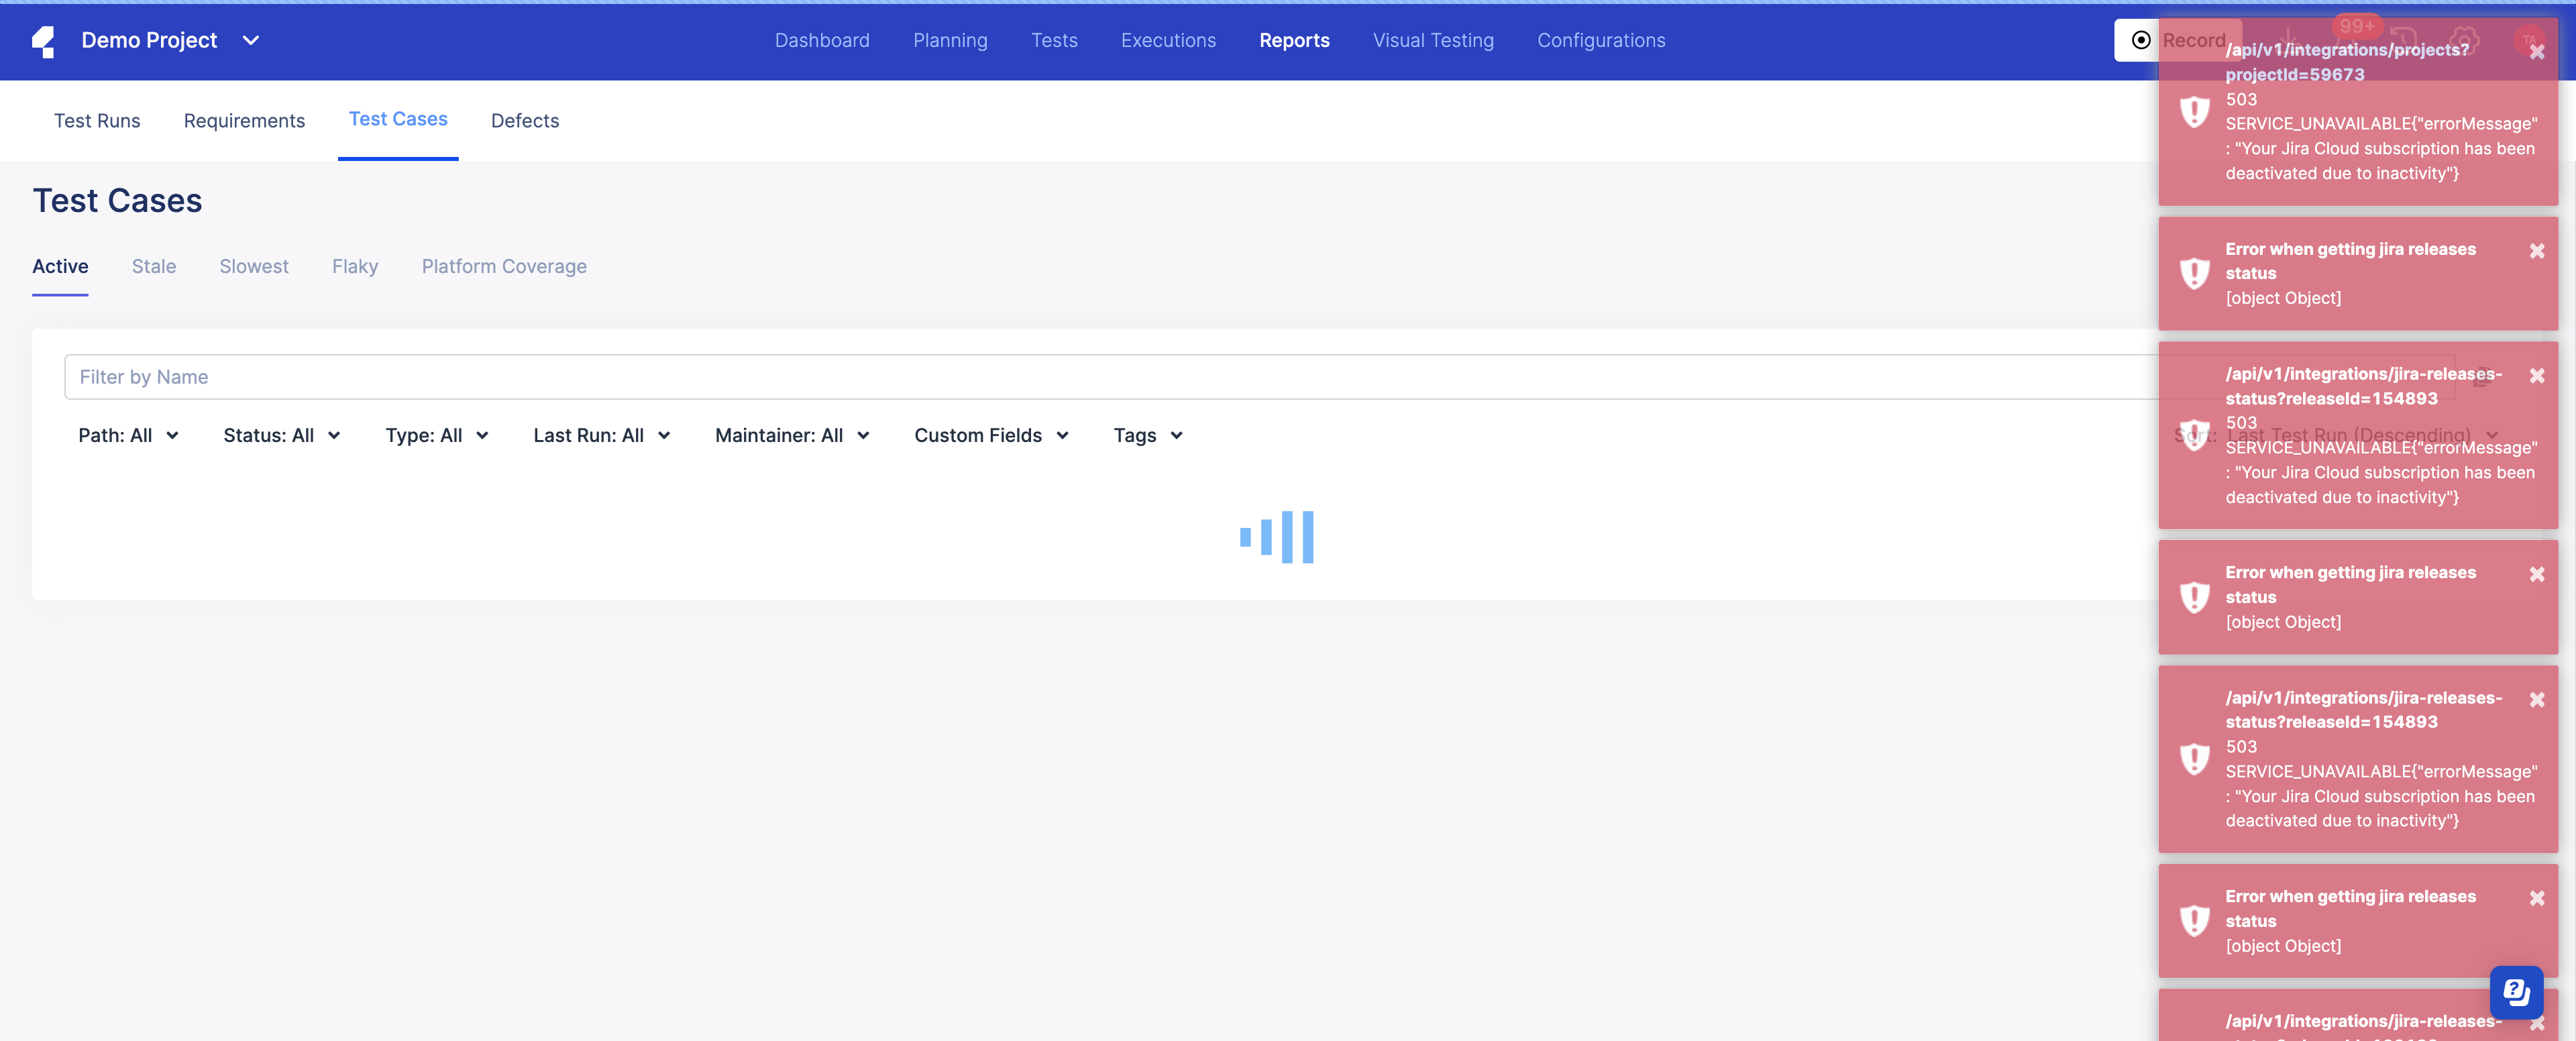 Demo Project
Dashboard Planning Tests Executions Reports Visual Testing Configurations
Record
99+
TA
Test Runs Requirements Test Cases Defects
Test Cases
Active Stale Slowest Flaky Platform Coverage
Filter by Name
Path: All Status: All Type: All Last Run: All Maintainer: All Custom Fields Tags
Sort: Last Test Run (Descending)
/api/v1/integrations/projects?
projectId=59673
503
SERVICE_UNAVAILABLE{"errorMessage"
: "Your Jira Cloud subscription has been
deactivated due to inactivity"}
Error when getting jira releases
status
[object Object]
/api/v1/integrations/jira-releases-
status?releaseId=154893
503
SERVICE_UNAVAILABLE{"errorMessage"
: "Your Jira Cloud subscription has been
deactivated due to inactivity"}
Error when getting jira releases
status
[object Object]
/api/v1/integrations/jira-releases-
status?releaseId=154893
503
SERVICE_UNAVAILABLE{"errorMessage"
: "Your Jira Cloud subscription has been
deactivated due to inactivity"}
Error when getting jira releases
status
[object Object]
/api/v1/integrations/jira-releases-